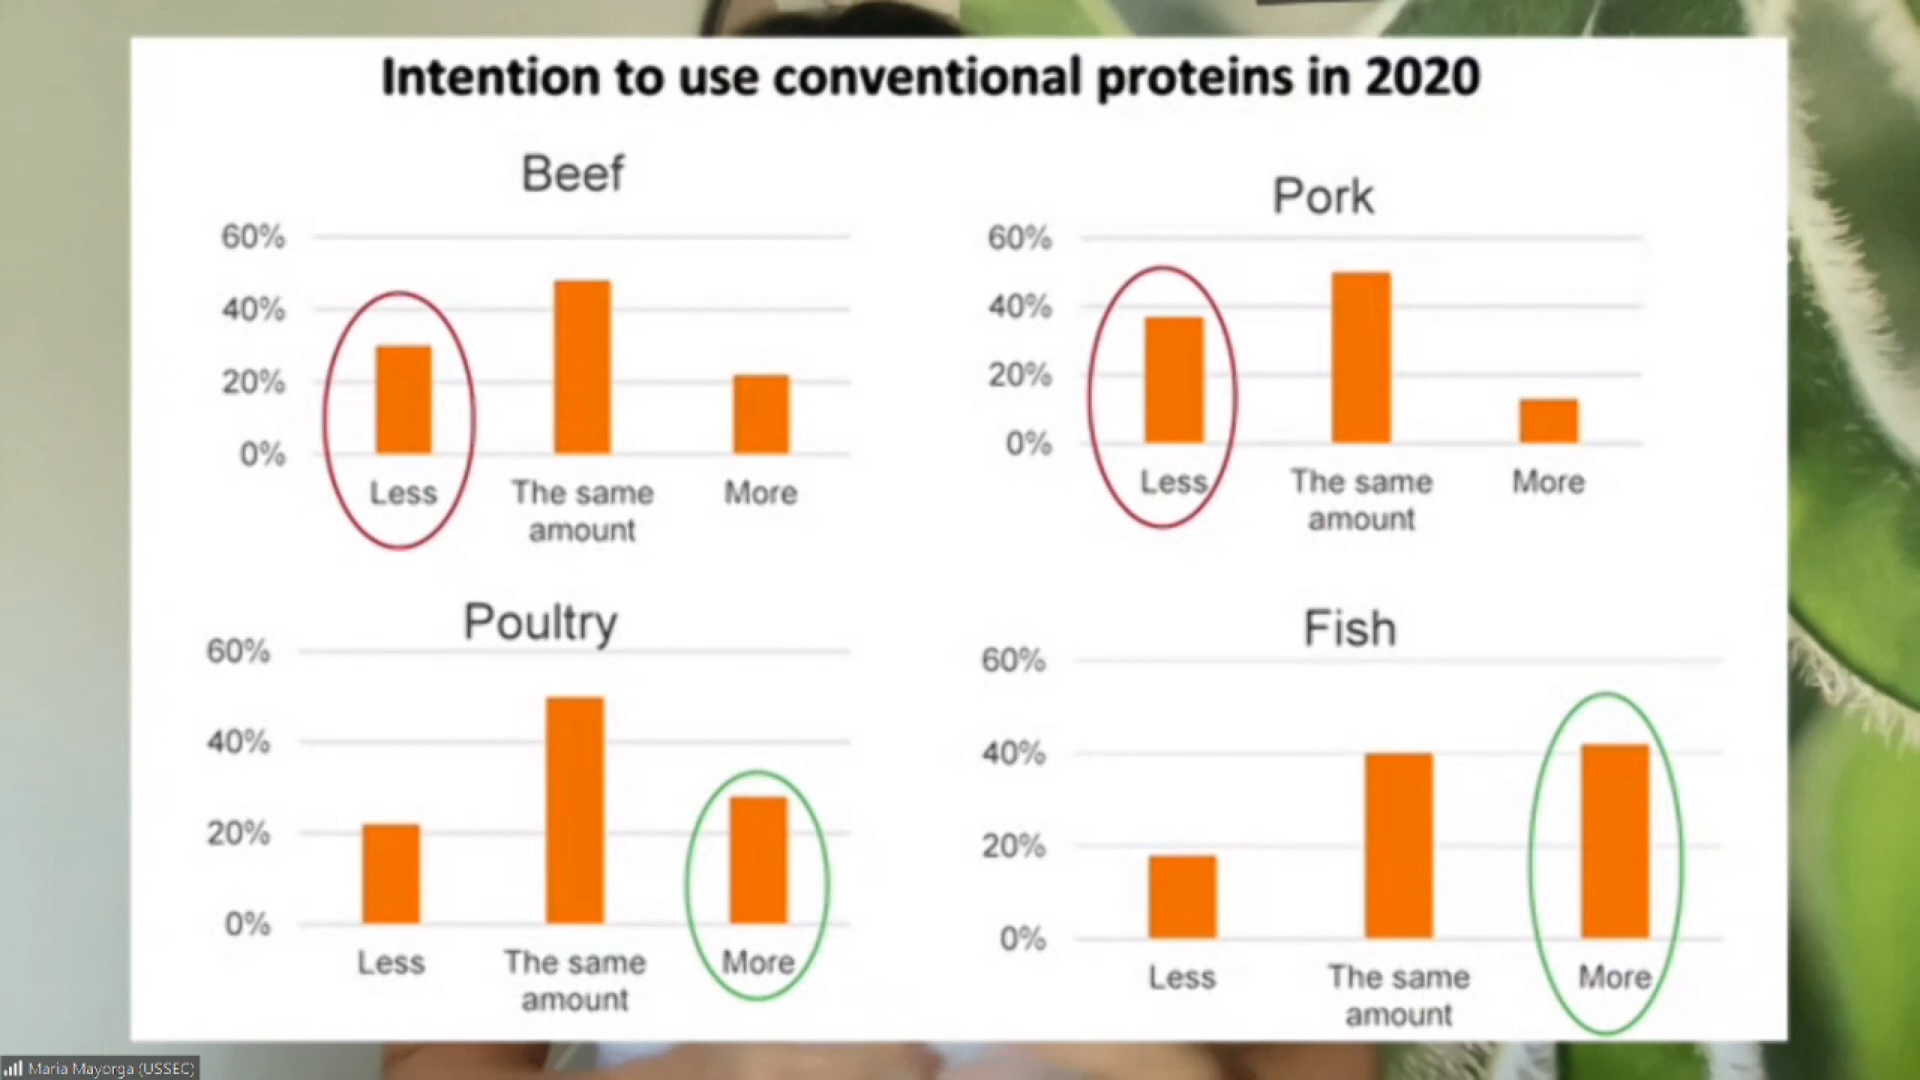 Intention to use conventional proteins in 2020
Beef
60%
40%
20%
0%
Less
The same
amount
More
Pork
60%
40%
20%
0%
Less
The same
amount
More
Poultry
60%
40%
20%
0%
Less
The same
amount
More
Fish
60%
40%
20%
0%
Less
The same
amount
More
Maria Mayorga (USSEC)